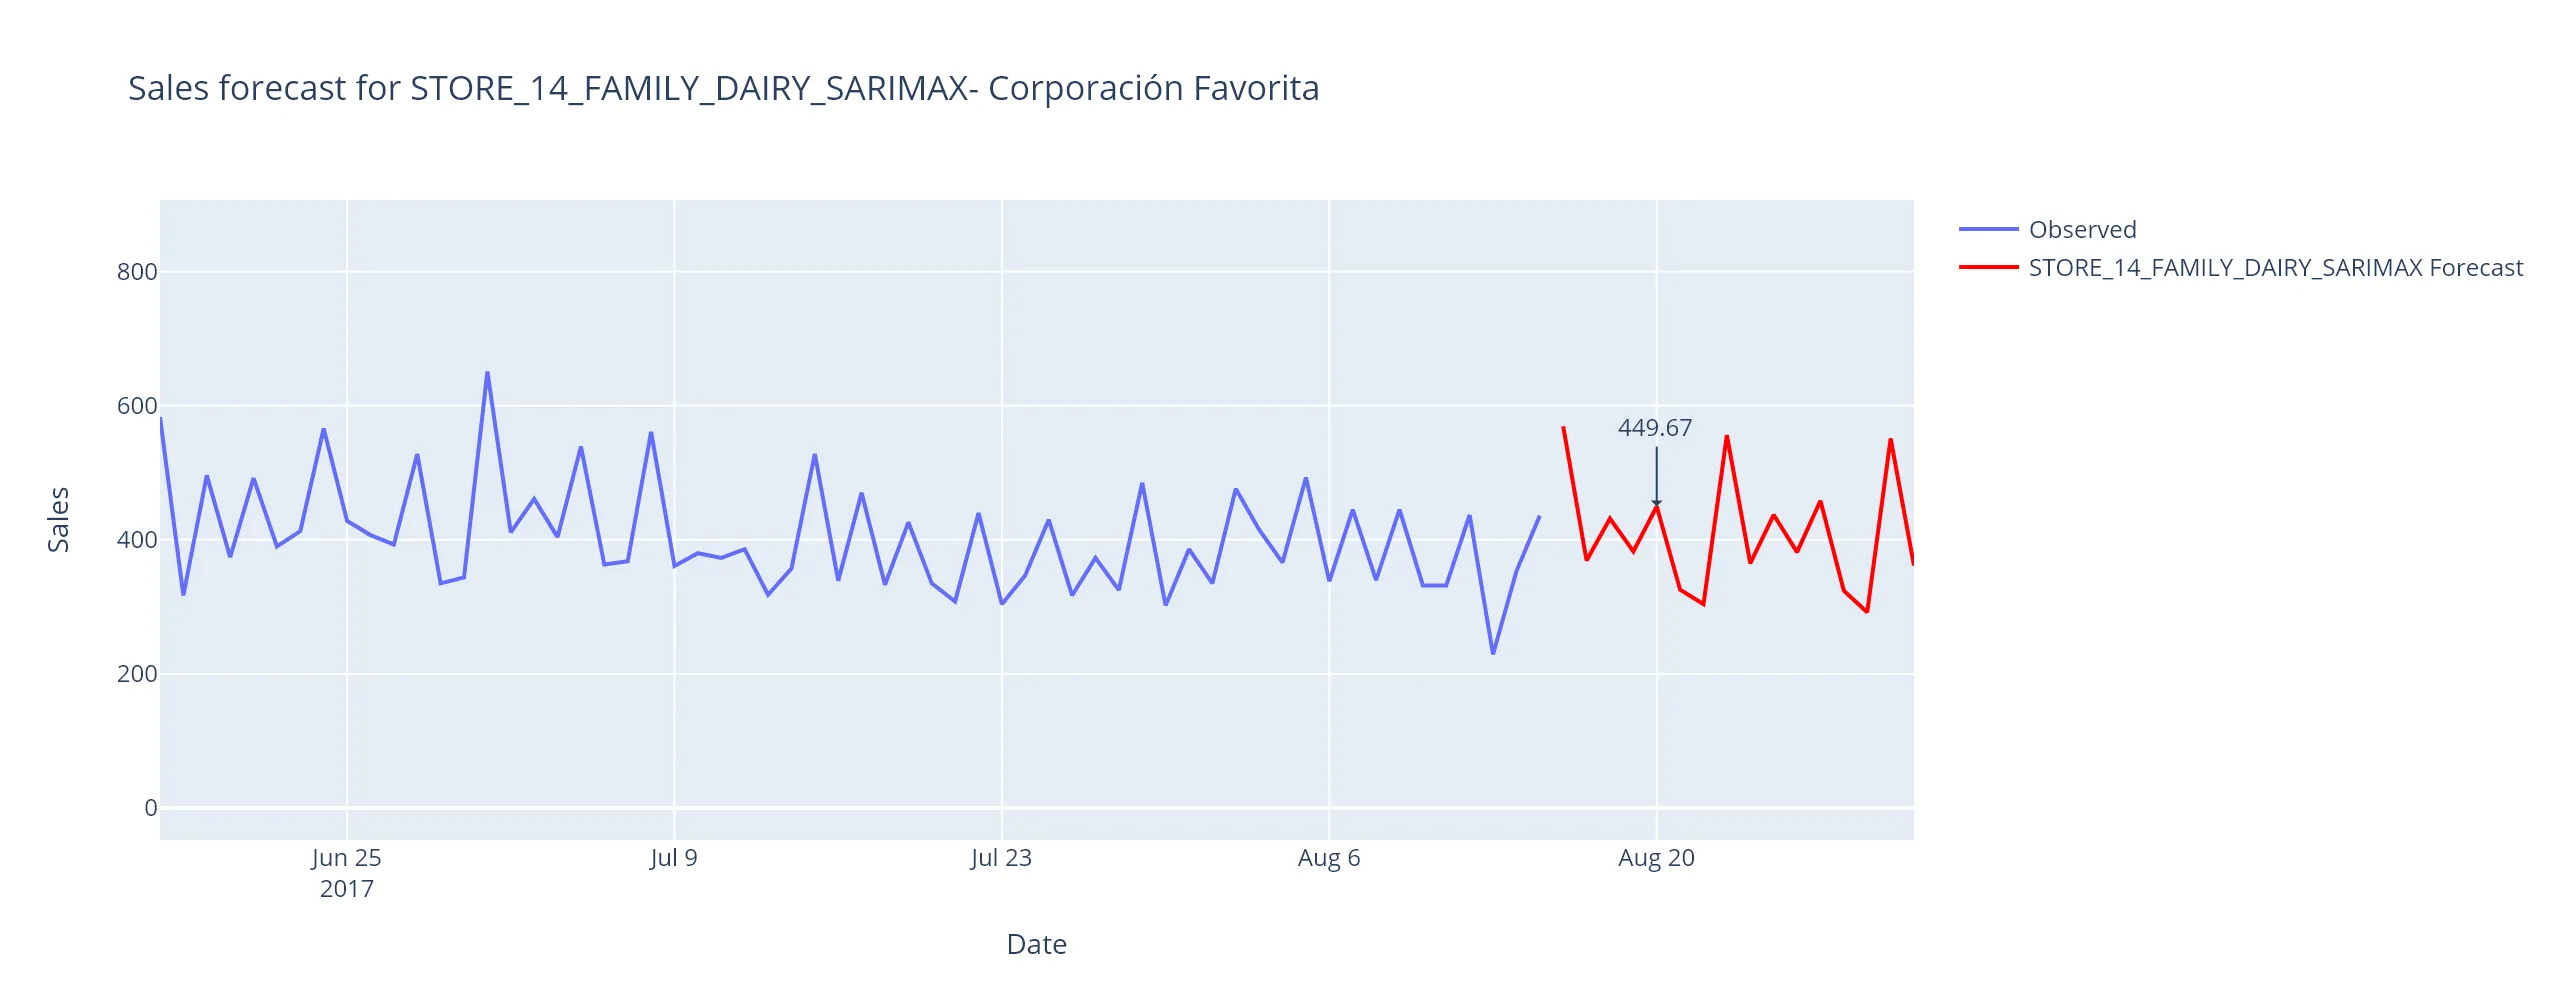 Sales forecast for STORE_14_FAMILY_DAIRY_SARIMAX- Corporación Favorita
Observed
STORE_14_FAMILY_DAIRY_SARIMAX Forecast
800
600
400
200
0
Sales
449.67
Jun 25
2017
Jul 9
Jul 23
Aug 6
Aug 20
Date